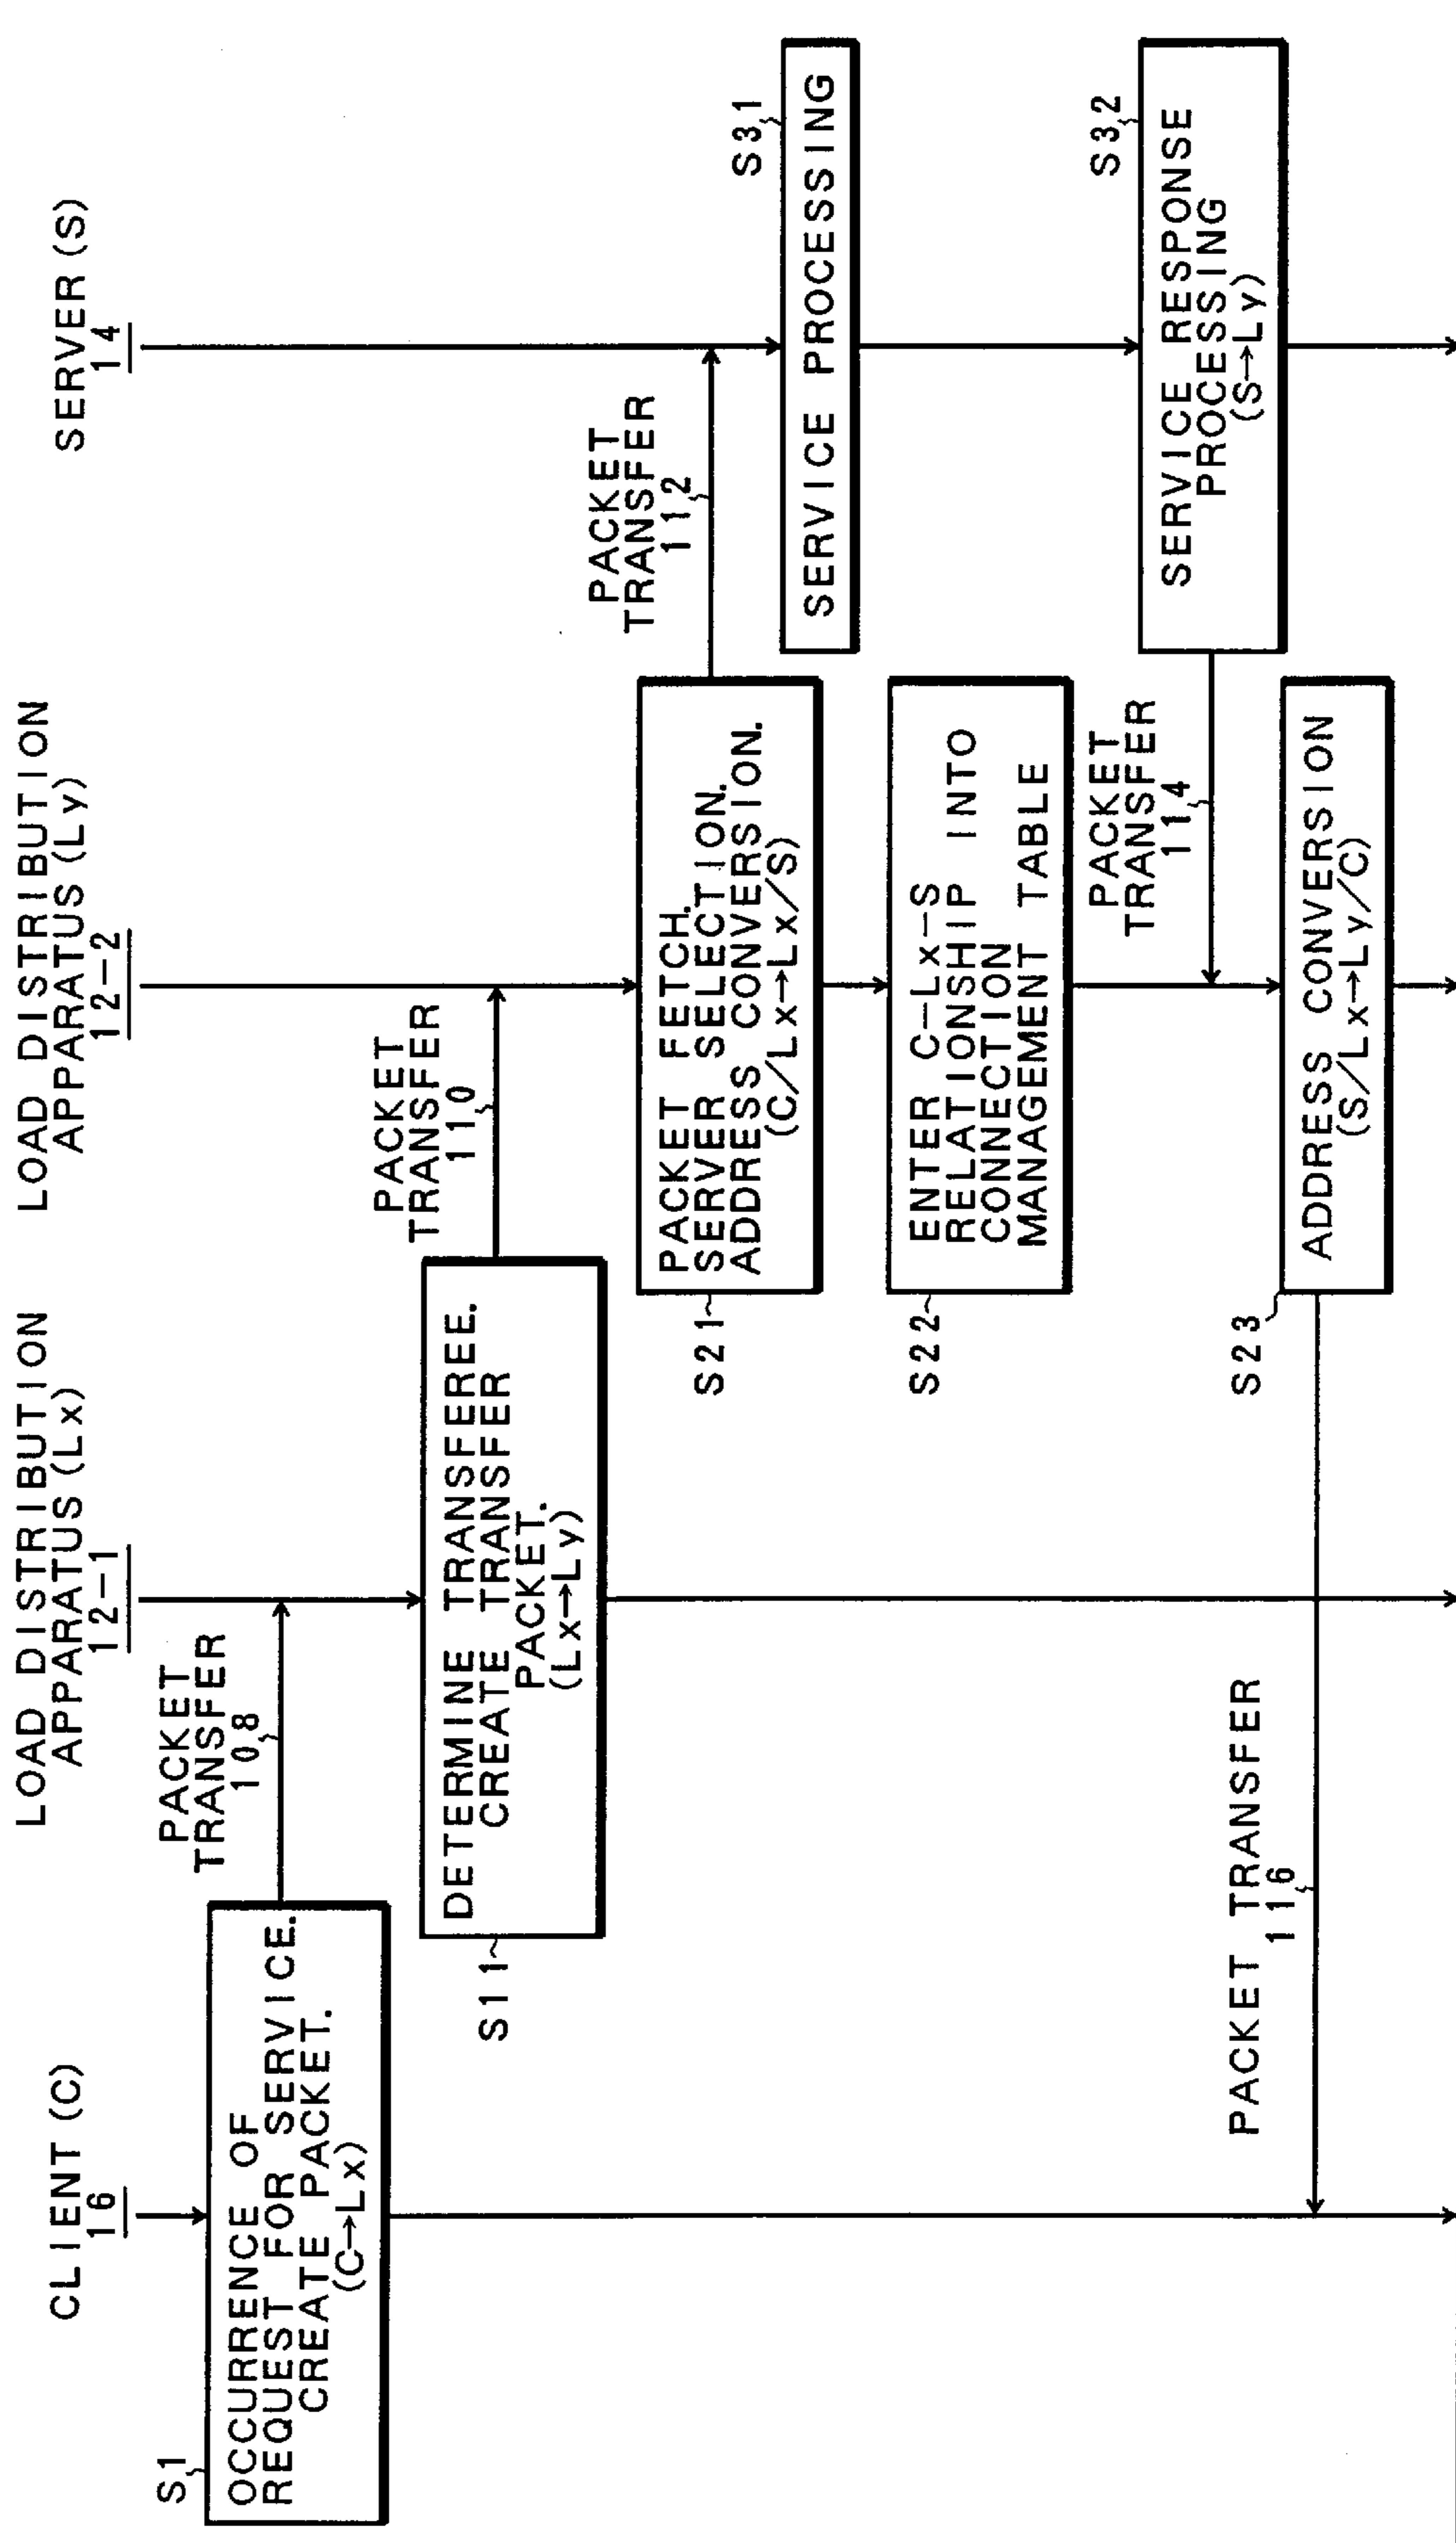 CLIENT (C)
16
LOAD DISTRIBUTION
APPARATUS (Lx)
12-1
LOAD DISTRIBUTION
APPARATUS (Ly)
12-2
SERVER (S)
14
S1
OCCURRENCE OF
REQUEST FOR SERVICE.
CREATE PACKET.
(C→Lx)
PACKET
TRANSFER
108
S11
DETERMINE TRANSFEREE.
CREATE TRANSFER
PACKET.
(Lx→Ly)
PACKET
TRANSFER
110
S21
PACKET FETCH.
SERVER SELECTION.
ADDRESS CONVERSION.
(C/Lx→Lx/S)
PACKET
TRANSFER
112
S31
SERVICE PROCESSING
S22
ENTER C-Lx-S
RELATIONSHIP INTO
CONNECTION
MANAGEMENT TABLE
S32
SERVICE RESPONSE
PROCESSING
(S→Ly)
PACKET
TRANSFER
114
S23
ADDRESS CONVERSION
(S/Lx→Ly/C)
PACKET TRANSFER
116